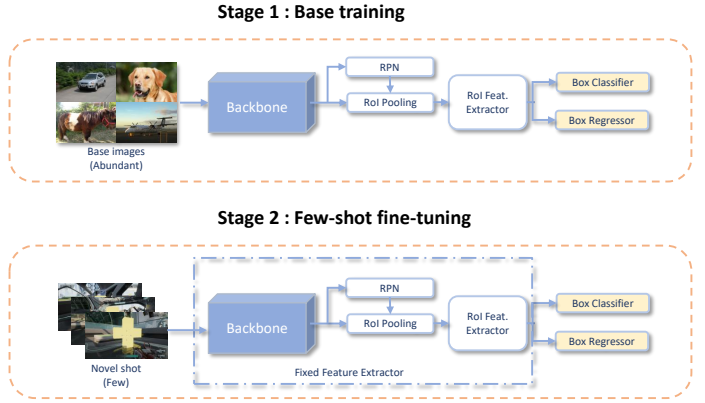 Stage 1 : Base training
RPN
Backbone
RoI Pooling
RoI Feat.
Extractor
Box Classifier
Box Regressor
Base images
(Abundant)
Stage 2 : Few-shot fine-tuning
RPN
Backbone
RoI Pooling
RoI Feat.
Extractor
Box Classifier
Box Regressor
Novel shot
(Few)
Fixed Feature Extractor